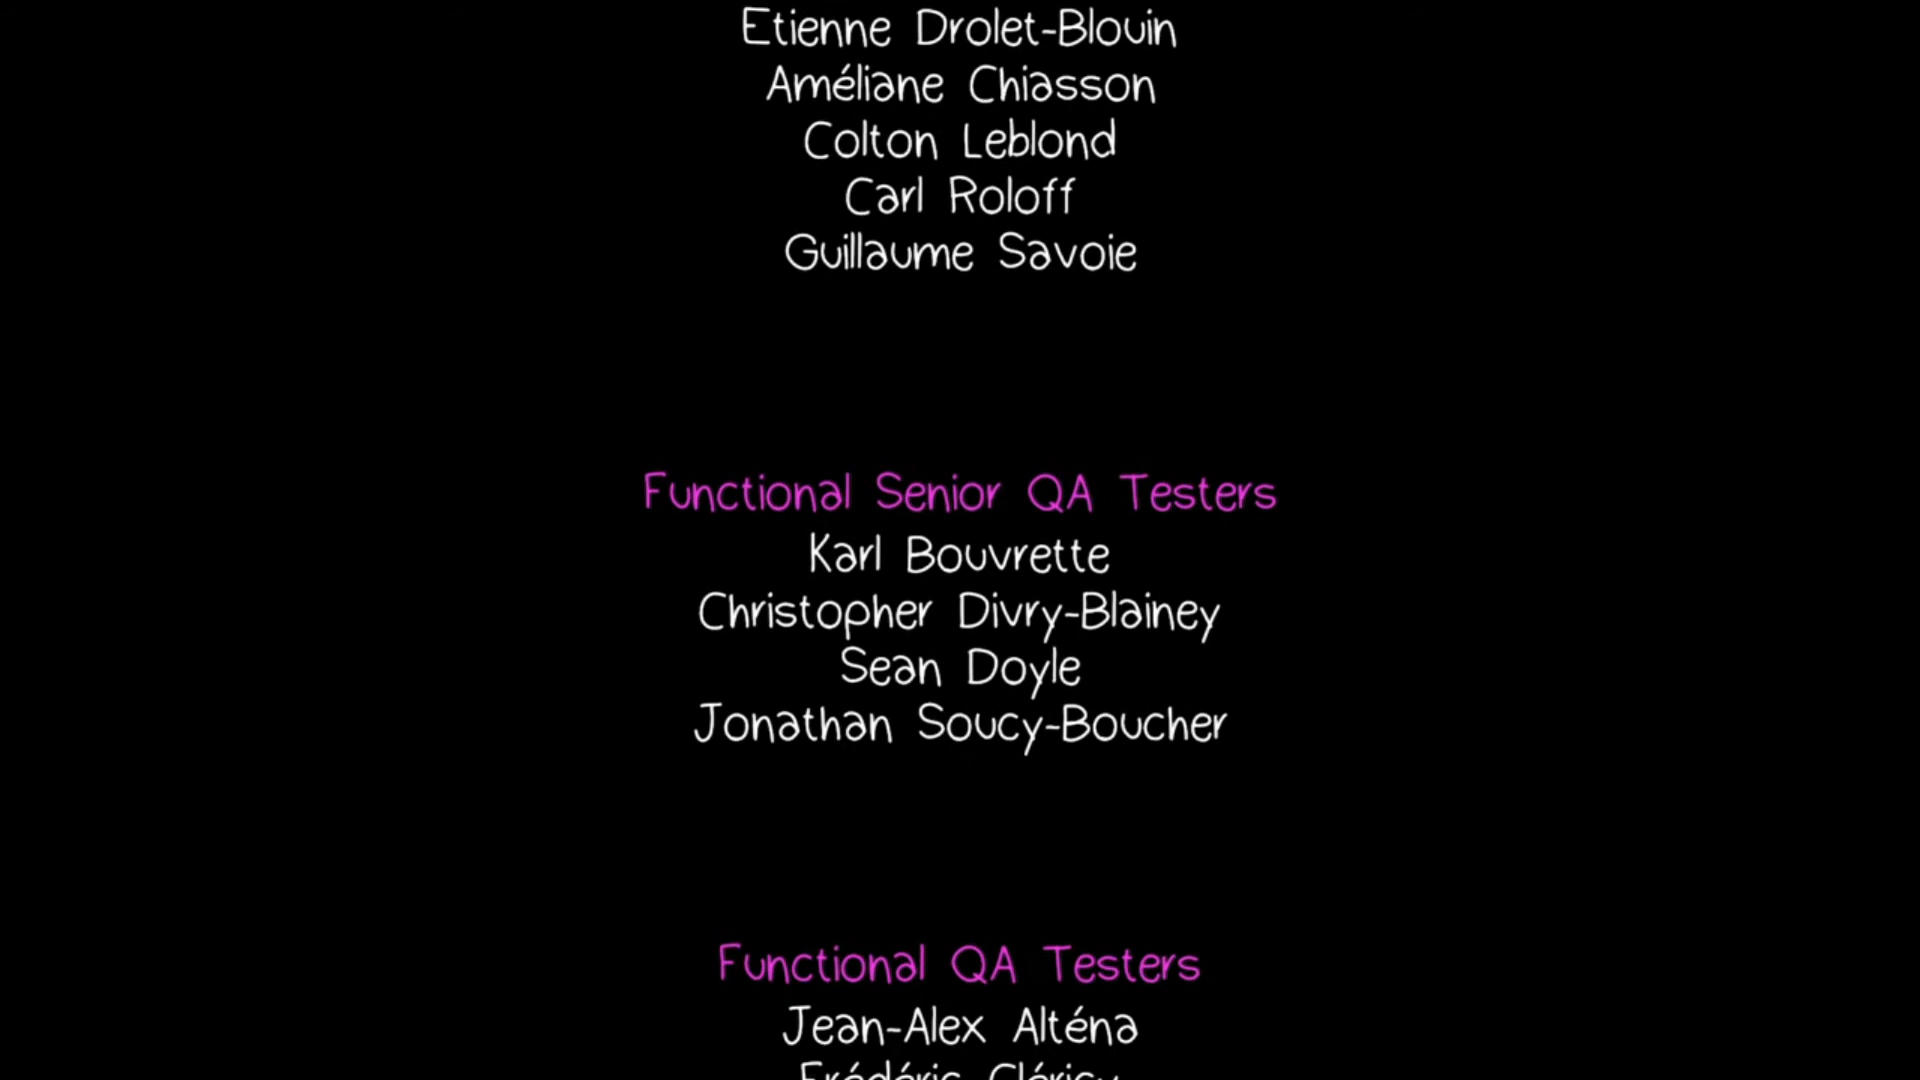 Etienne Drolet-Blouin
Améliane Chiasson
Colton Leblond
Carl Roloff
Guillaume Savoie
Functional Senior QA Testers
Karl Bouvrette
Christopher Divry-Blainey
Sean Doyle
Jonathan Soucy-Boucher
Functional QA Testers
Jean-Alex Alténa
Frédéric